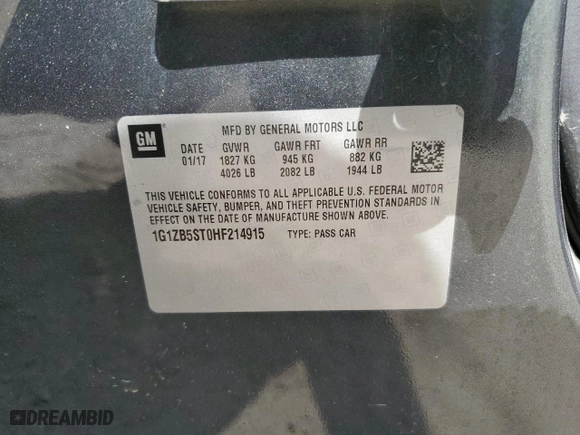 GM
MFD BY GENERAL MOTORS LLC
DATE GVWR GAWR FRT GAWR RR
01/17 1827 KG 945 KG 882 KG
4026 LB 2082 LB 1944 LB
THIS VEHICLE CONFORMS TO ALL APPLICABLE U.S. FEDERAL MOTOR
VEHICLE SAFETY, BUMPER, AND THEFT PREVENTION STANDARDS IN
EFFECT ON THE DATE OF MANUFACTURE SHOWN ABOVE.
1G1ZB5ST0HF214915 TYPE: PASS CAR
DREAMBID